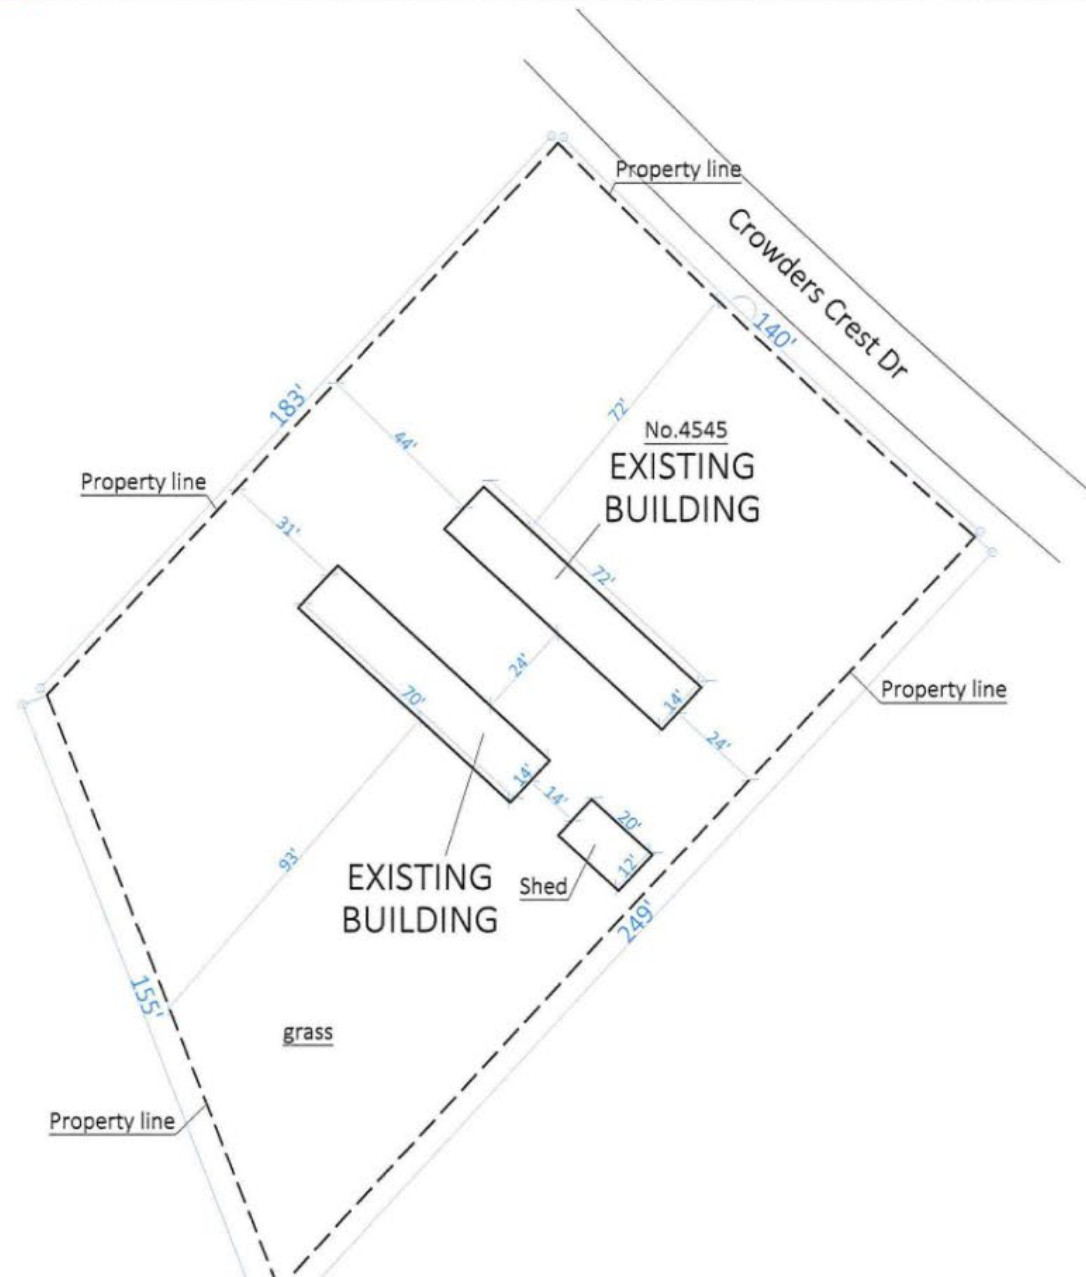 Property line
Crowders Crest Dr
140'
183'
72'
44'
No.4545
EXISTING
BUILDING
Property line
31'
72'
24'
Property line
70'
14'
24'
14'
14'
20'
93'
EXISTING
BUILDING
Shed
12'
249'
155'
grass
Property line